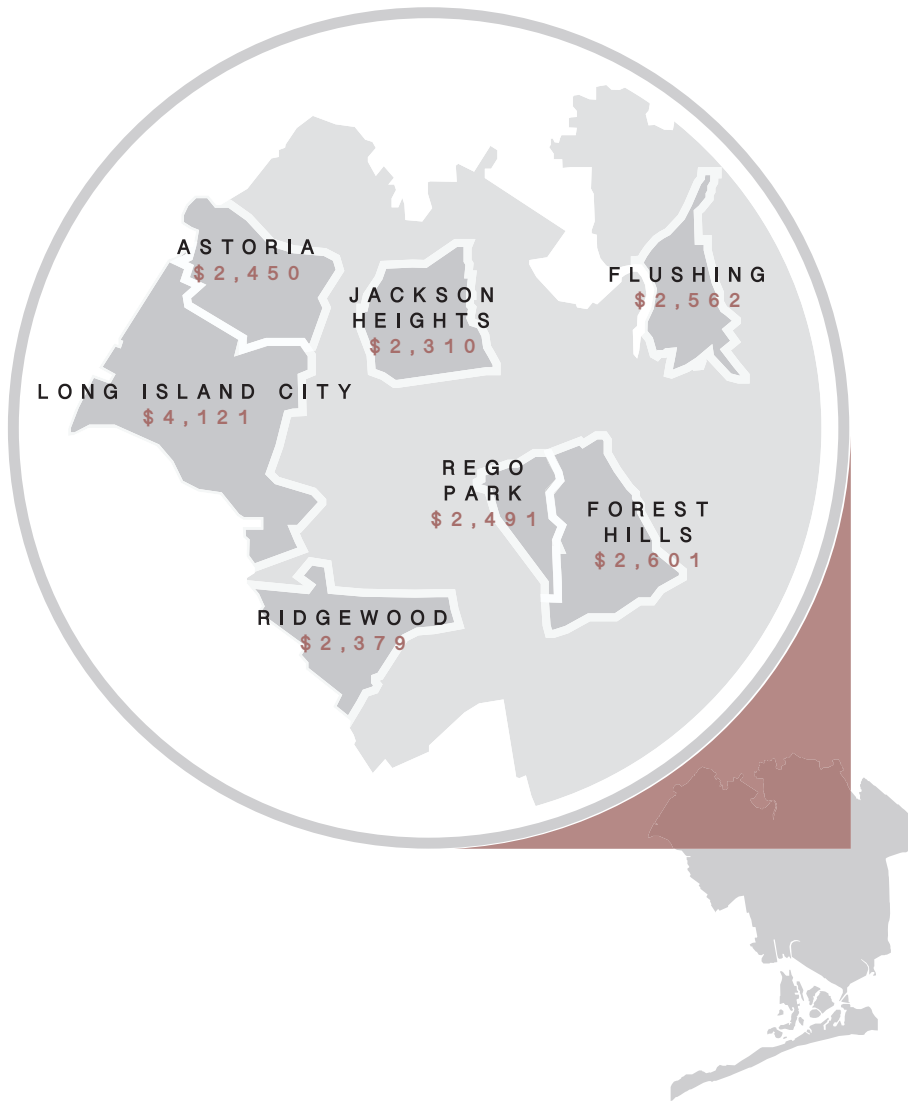 ASTORIA
$2,450
JACKSON
HEIGHTS
$2,310
FLUSHING
$2,562
LONG ISLAND CITY
$4,121
REGO
PARK
$2,491
FOREST
HILLS
$2,601
RIDGEWOOD
$2,379